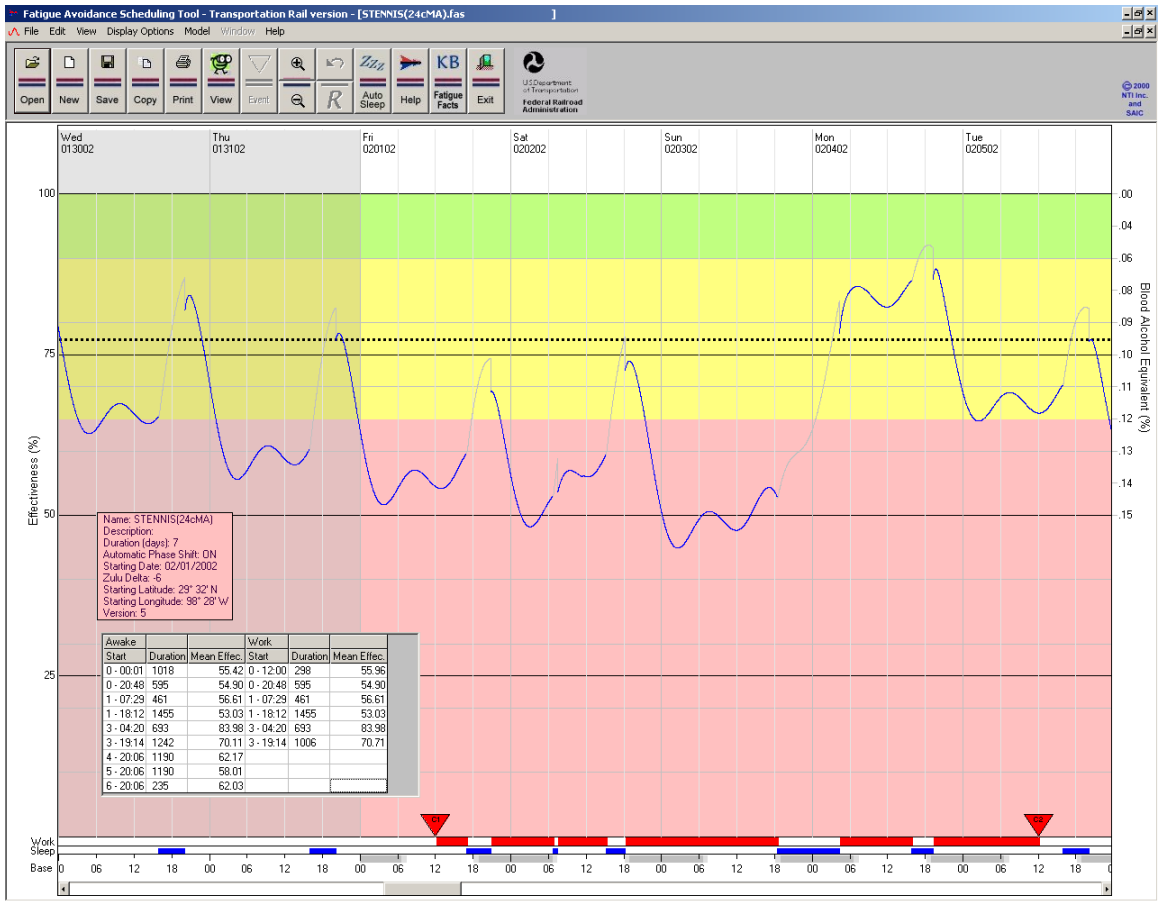 Fatigue Avoidance Scheduling Tool - Transportation Rail version - [STENNIS(24cMA).fas ]
File Edit View Display Options Model Window Help
Open New Save Copy Print View Event R Auto Sleep Help Fatigue Facts Exit
ZZZ KB
U.S. Department
of Transportation
Federal Railroad
Administration
© 2000
NTI Inc.
and
SAIC
Wed Thu Fri Sat Sun Mon Tue
013002 013102 020102 020202 020302 020402 020502
100
75
50
25
Effectiveness (%)
.00
.04
.06
.08
.09
.10
.11
.12
.13
.14
.15
Blood Alcohol Equivalent (%)
Name: STENNIS(24cMA)
Description:
Duration (days): 7
Automatic Phase Shift: ON
Starting Date: 02/01/2002
Zulu Delta: -6
Starting Latitude: 29° 32' N
Starting Longitude: 98° 28' W
Version: 5
Awake Work
Start Duration Mean Effec. Start Duration Mean Effec.
0 - 00:01 1018 55.42 0 - 12:00 298 55.96
0 - 20:48 595 54.90 0 - 20:48 595 54.90
1 - 07:29 461 56.61 1 - 07:29 461 56.61
1 - 18:12 1455 53.03 1 - 18:12 1455 53.03
3 - 04:20 693 83.98 3 - 04:20 693 83.98
3 - 19:14 1242 70.11 3 - 19:14 1006 70.71
4 - 20:06 1190 62.17
5 - 20:06 1190 58.01
6 - 20:06 235 62.03
C1 C2
Work
Sleep
Base 0 06 12 18 00 06 12 18 00 06 12 18 00 06 12 18 00 06 12 18 00 06 12 18 00 06 12 18 0